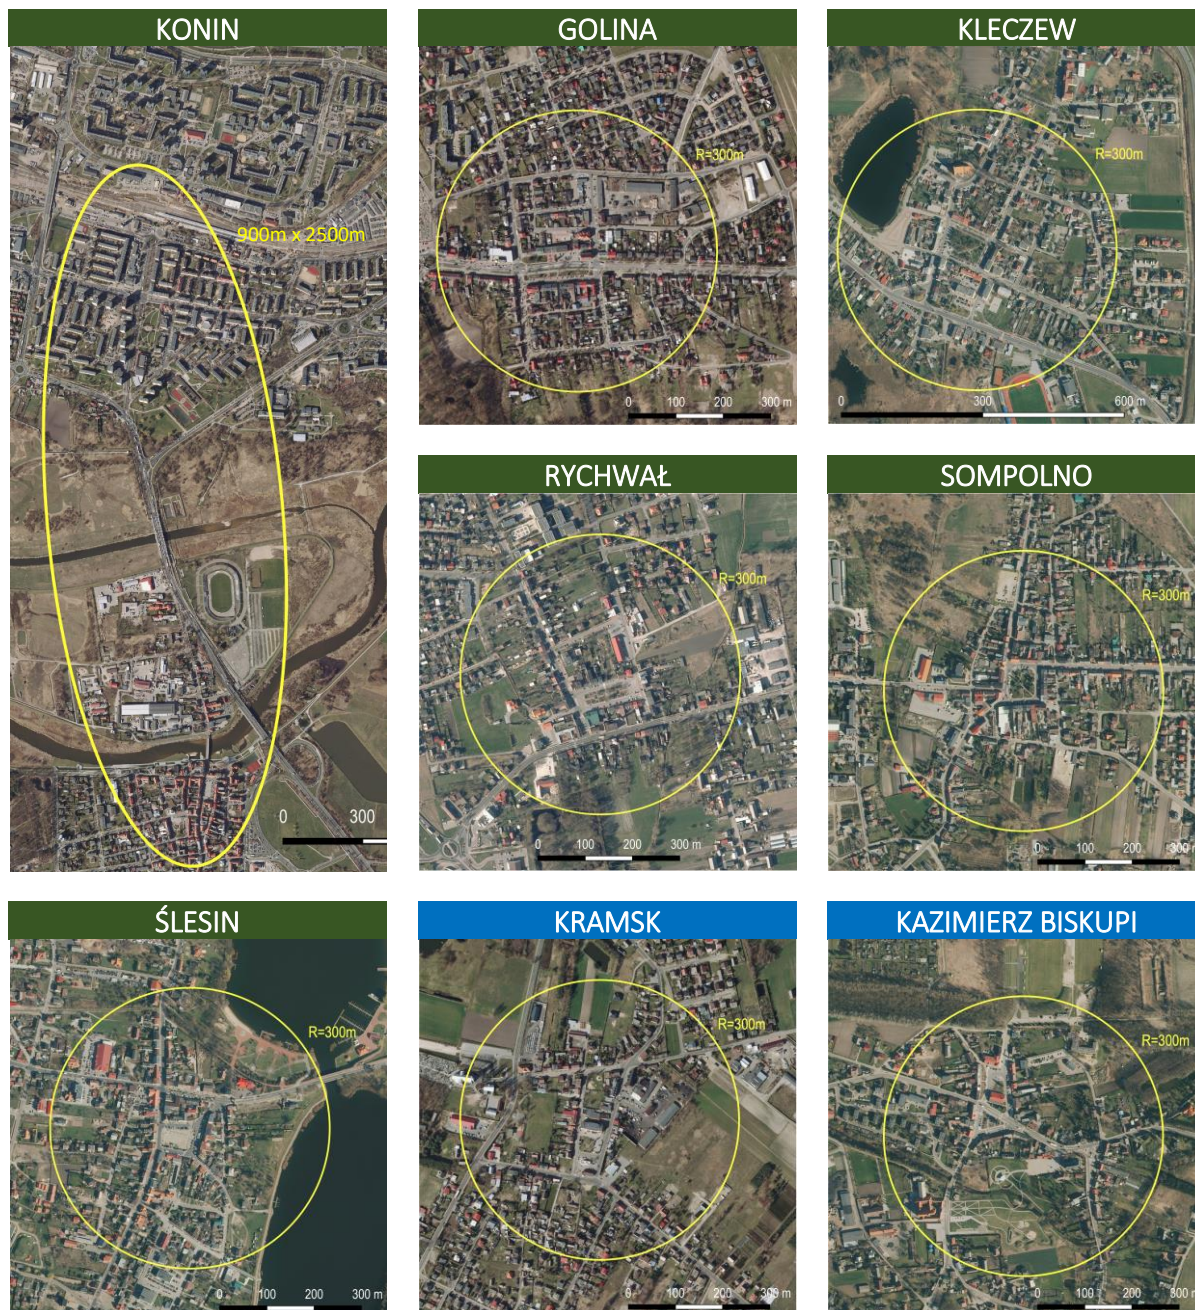 KONIN
GOLINA
KLECZEW
900m x 2500m
R=300m
R=300m
0 100 200 300 m
0 300 600 m
RYCHWAŁ
SOMPOLNO
R=300m
R=300m
0 300
0 100 200 300 m
0 100 200 300 m
ŚLESIN
KRAMSK
KAZIMIERZ BISKUPI
R=300m
R=300m
R=300m
0 100 200 300 m
0 100 200 300 m
0 100 200 300 m